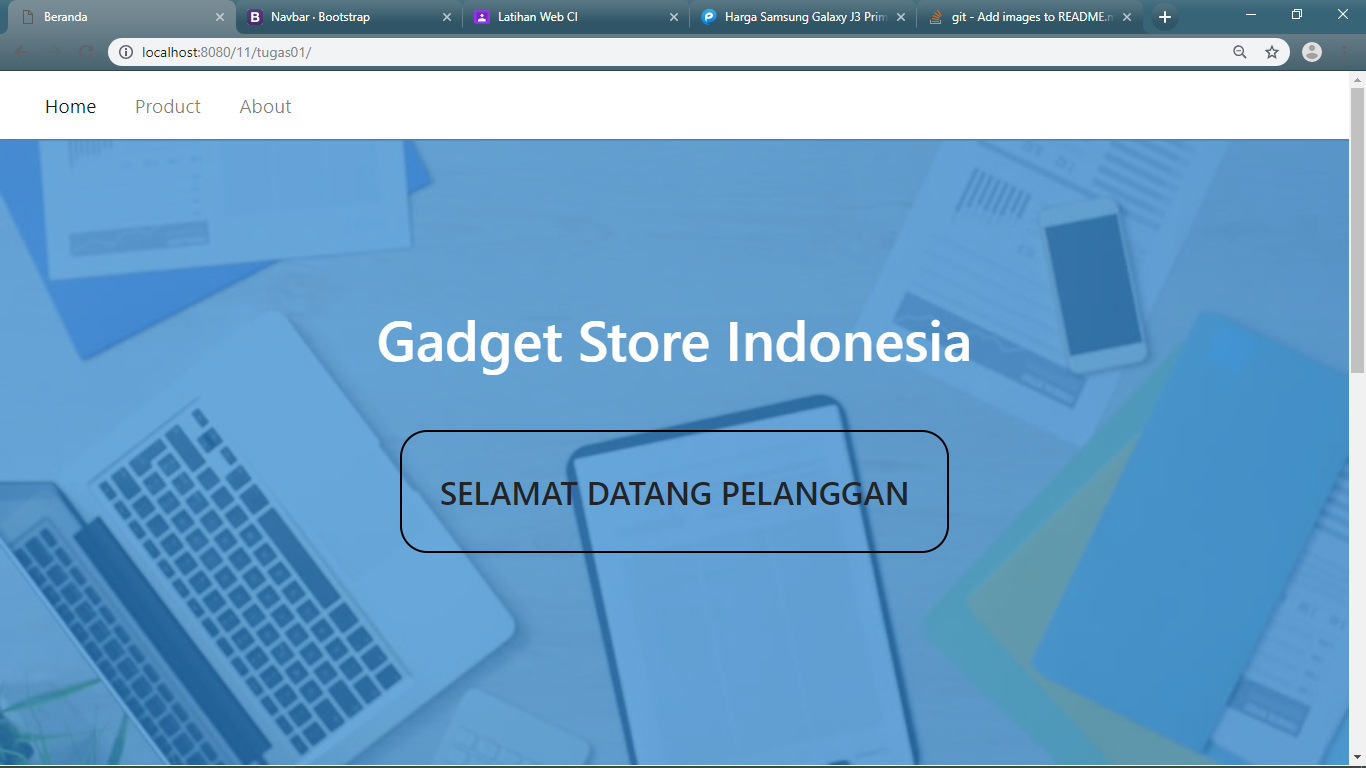 Beranda
Navbar · Bootstrap
Latihan Web CI
Harga Samsung Galaxy J3 Prim
git - Add images to README.m
localhost:8080/11/tugas01/
Home
Product
About
Gadget Store Indonesia
SELAMAT DATANG PELANGGAN